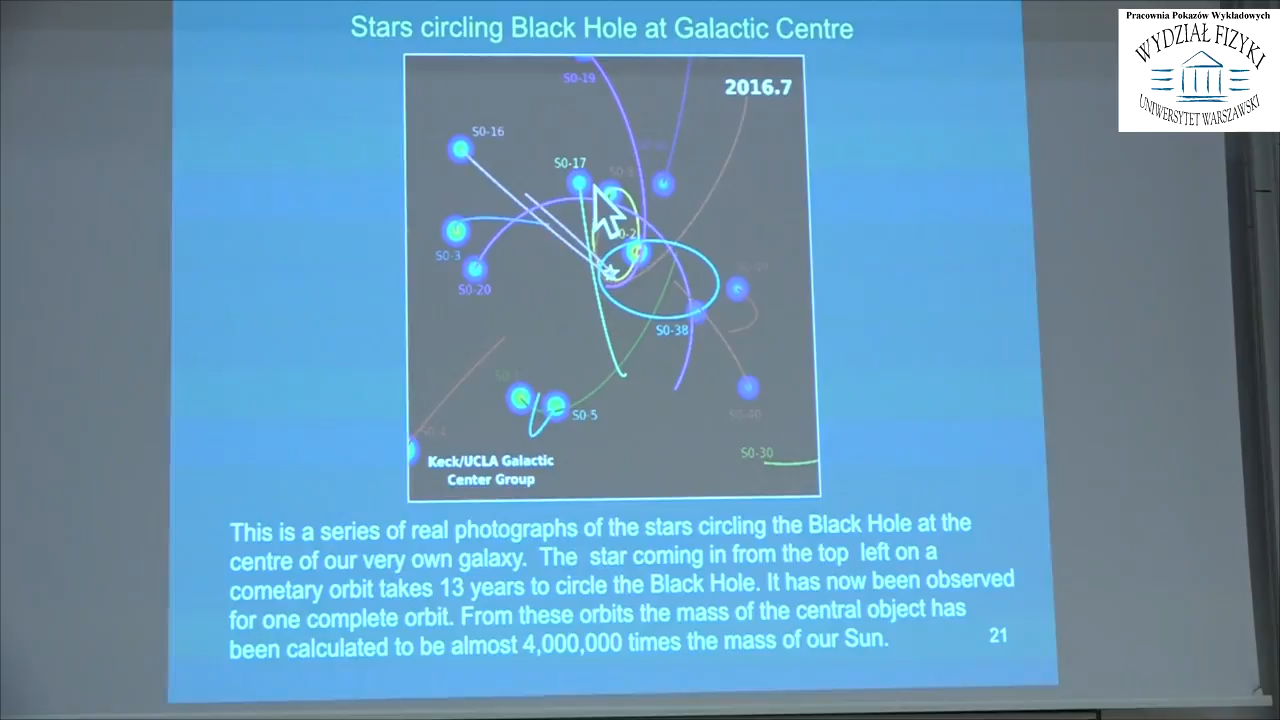 Stars circling Black Hole at Galactic Centre
Pracownia Pokazów Wykładowych
WYDZIAŁ FIZYKI
UNIWERSYTET WARSZAWSKI
S0-19
2016.7
S0-16
S0-17
S0-3
S0-20
S0-38
S0-5
S0-40
S0-30
Keck/UCLA Galactic
Center Group
This is a series of real photographs of the stars circling the Black Hole at the
centre of our very own galaxy. The star coming in from the top left on a
cometary orbit takes 13 years to circle the Black Hole. It has now been observed
for one complete orbit. From these orbits the mass of the central object has
been calculated to be almost 4,000,000 times the mass of our Sun.
21